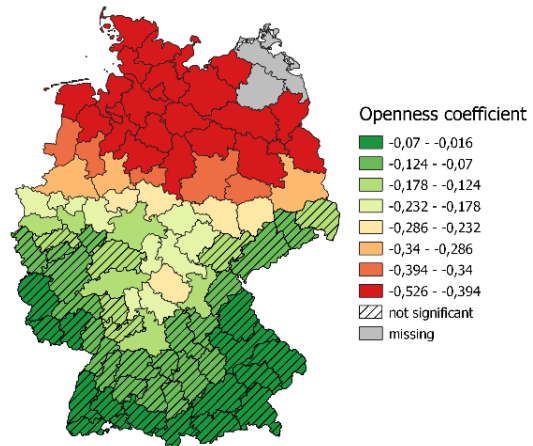 Openness coefficient
-0,07 - -0,016
-0,124 - -0,07
-0,178 - -0,124
-0,232 - -0,178
-0,286 - -0,232
-0,34 - -0,286
-0,394 - -0,34
-0,526 - -0,394
not significant
missing